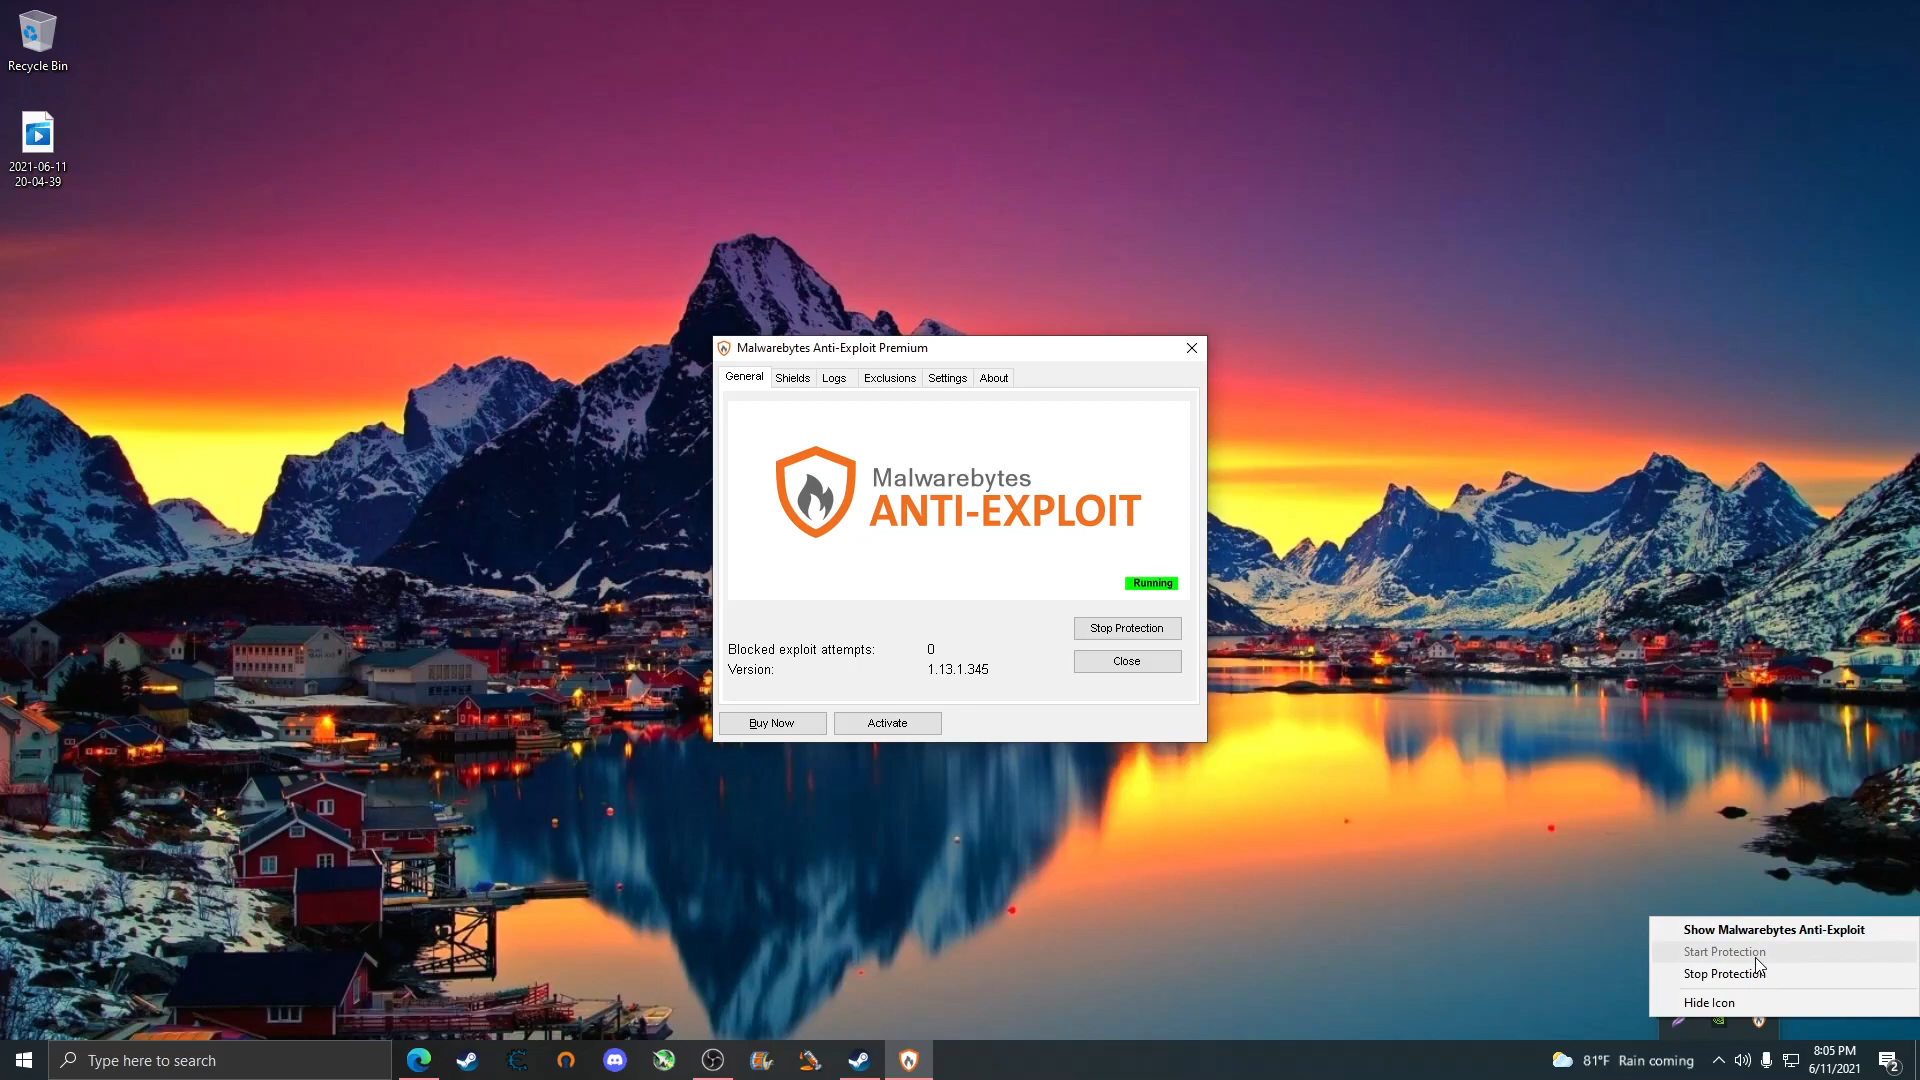 Recycle Bin
2021-06-11
20-04-39
Malwarebytes Anti-Exploit Premium
General
Shields
Logs
Exclusions
Settings
About
Malwarebytes
ANTI-EXPLOIT
Running
Stop Protection
Blocked exploit attempts:
0
Close
Version:
1.13.1.345
Buy Now
Activate
Show Malwarebytes Anti-Exploit
Start Protection
Stop Protection
Hide Icon
Type here to search
81°F Rain coming
8:05 PM
6/11/2021
2